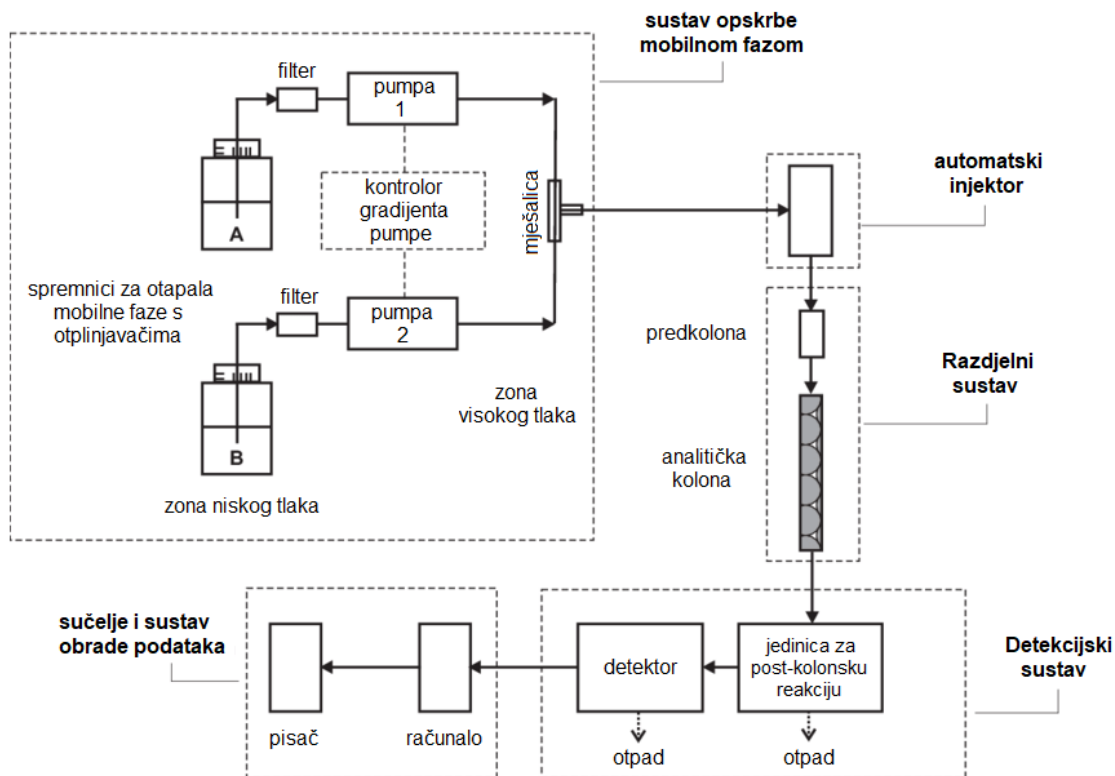 sustav opskrbe
mobilnom fazom
filter
pumpa
1
A
kontrolor
gradijenta
pumpe
mješalica
automatski
injektor
spremnici za otapala
mobilne faze s
otplinjavačima
filter
pumpa
2
B
zona
visokog tlaka
zona niskog tlaka
predkolona
Razdjelni
sustav
analitička
kolona
sučelje i sustav
obrade podataka
pisač
računalo
detektor
jedinica za
post-kolonsku
reakciju
otpad
otpad
Detekcijski
sustav